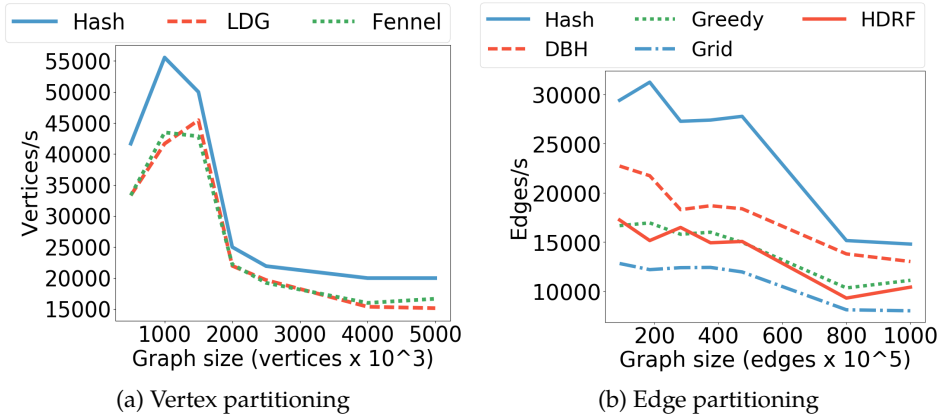 Hash LDG Fennel
Vertices/s
55000
50000
45000
40000
35000
30000
25000
20000
15000
1000 2000 3000 4000 5000
Graph size (vertices x 10^3)
(a) Vertex partitioning
Hash Greedy HDRF
DBH Grid
Edges/s
30000
25000
20000
15000
10000
200 400 600 800 1000
Graph size (edges x 10^5)
(b) Edge partitioning